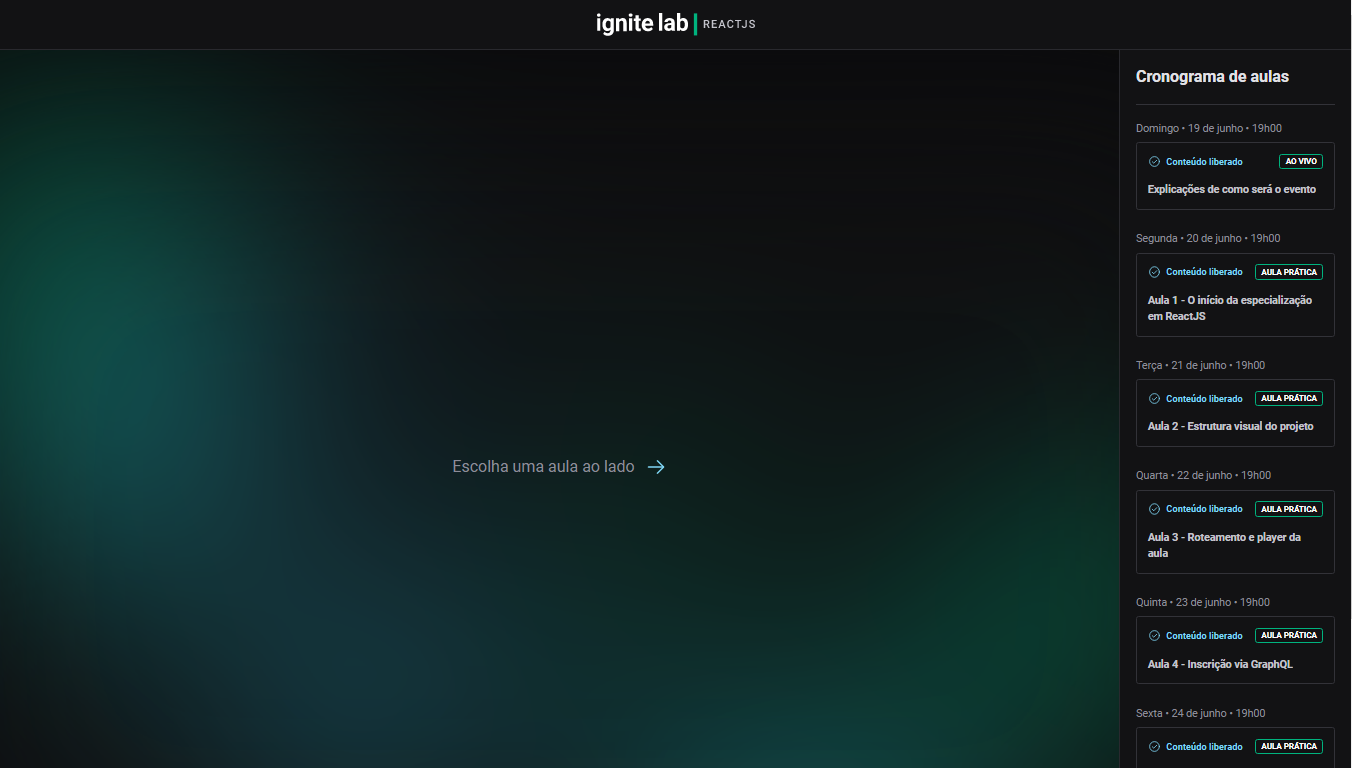 ignite lab | REACTJS
Escolha uma aula ao lado →
Cronograma de aulas
Domingo • 19 de junho • 19h00
Conteúdo liberado AO VIVO
Explicações de como será o evento
Segunda • 20 de junho • 19h00
Conteúdo liberado AULA PRÁTICA
Aula 1 - O início da especialização
em ReactJS
Terça • 21 de junho • 19h00
Conteúdo liberado AULA PRÁTICA
Aula 2 - Estrutura visual do projeto
Quarta • 22 de junho • 19h00
Conteúdo liberado AULA PRÁTICA
Aula 3 - Roteamento e player da
aula
Quinta • 23 de junho • 19h00
Conteúdo liberado AULA PRÁTICA
Aula 4 - Inscrição via GraphQL
Sexta • 24 de junho • 19h00
Conteúdo liberado AULA PRÁTICA